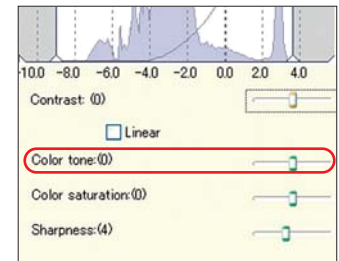 -10.0 -8.0 -6.0 -4.0 -2.0 0.0 2.0 4.0
Contrast: (0)
Linear
Color tone:(0)
Color saturation:(0)
Sharpness:(4)